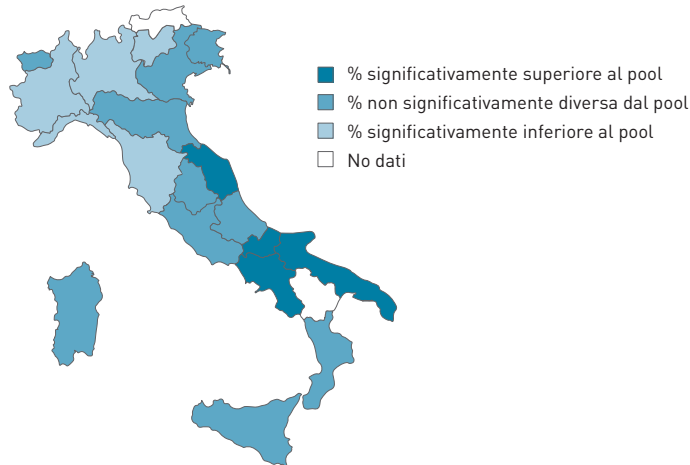 % significativamente superiore al pool
% non significativamente diversa dal pool
% significativamente inferiore al pool
No dati